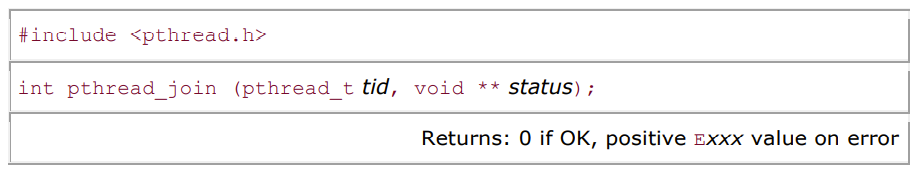 #include <pthread.h>
int pthread_join (pthread_t tid, void ** status);
Returns: 0 if OK, positive Exxx value on error